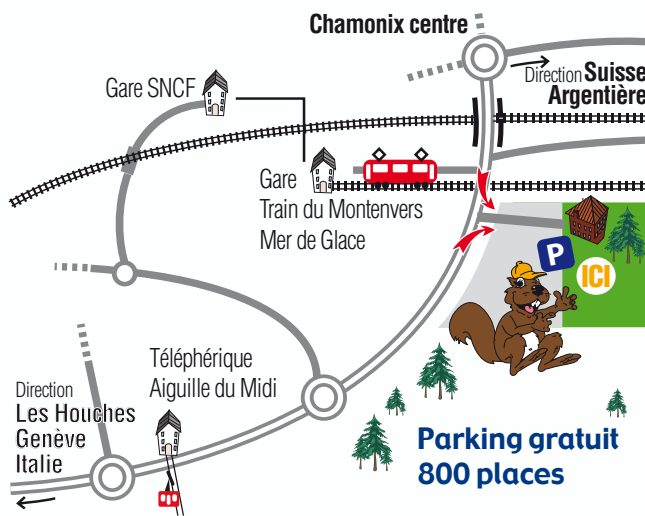 Chamonix centre
Gare SNCF
Direction Suisse
Argentière
Gare
Train du Montenvers
Mer de Glace
P
ICI
Téléphérique
Aiguille du Midi
Direction
Les Houches
Genève
Italie
Parking gratuit
800 places